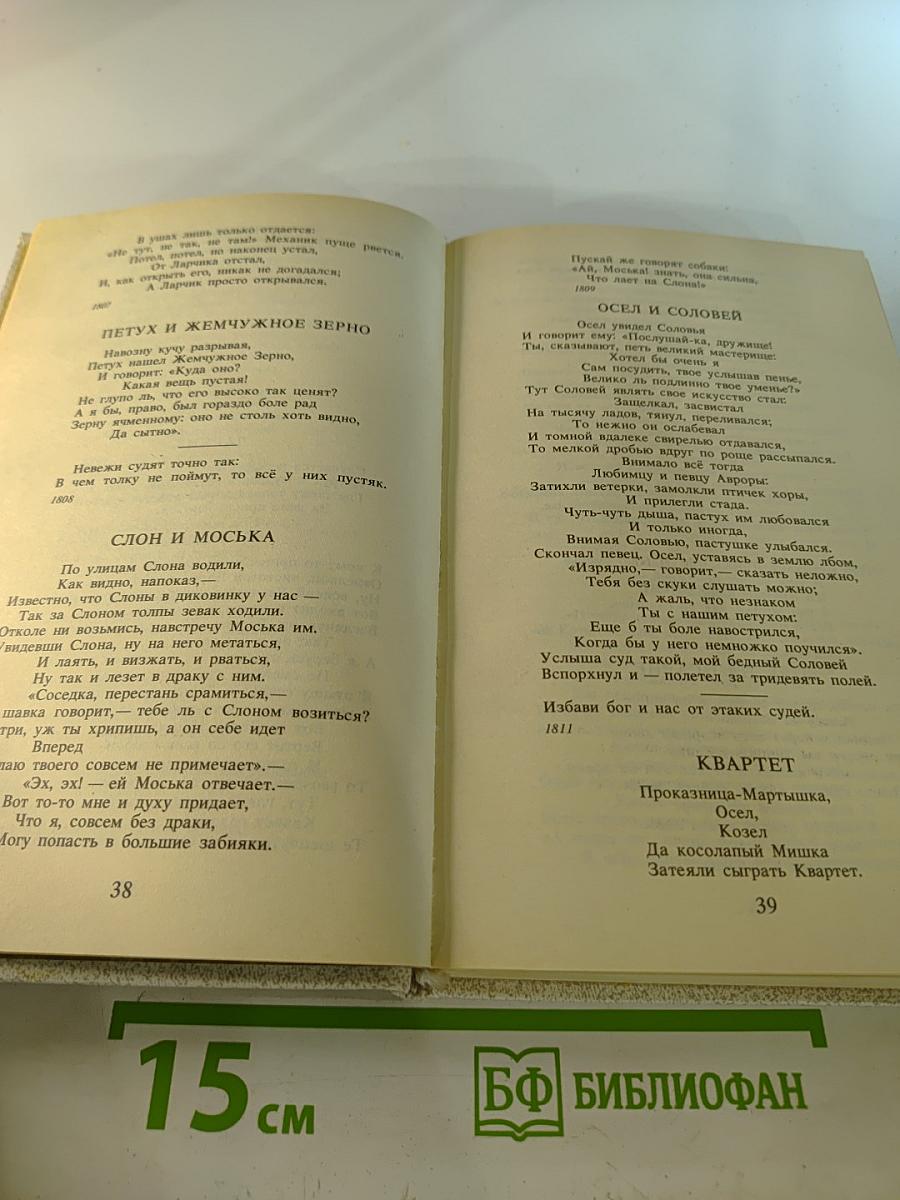 В ушах лишь только отдается:
«Не тут, не так, не там!» Механик пуще рвется,
Потел, потел, но наконец устал,
От Ларчика отстал,
И, как открыть его, никак не догадался;
А Ларчик просто открывался.
1807
ПЕТУХ И ЖЕМЧУЖНОЕ ЗЕРНО
Навозну кучу разрывая,
Петух нашел Жемчужное Зерно,
И говорит: «Куда оно?
Какая вещь пустая!
Не глупо ль, что его высоко так ценят?
А я бы, право, был гораздо боле рад
Зерну ячменному: оно не столь хоть видно,
Да сытно».
Невежи судят точно так:
В чем толку не поймут, то всё у них пустяк.
1808
СЛОН И МОСЬКА
По улицам Слона водили,
Как видно, напоказ,—
Известно, что Слоны в диковинку у нас —
Так за Слоном толпы зевак ходили.
Отколе ни возьмись, навстречу Моська им.
Увидевши Слона, ну на него метаться,
И лаять, и визжать, и рваться,
Ну так и лезет в драку с ним.
«Соседка, перестань срамиться,—
шавка говорит,— тебе ль с Слоном возиться?
три, уж ты хрипишь, а он себе идет
Вперед
лаю твоего совсем не примечает».—
«Эх, эх! — ей Моська отвечает.—
Вот то-то мне и духу придает,
Что я, совсем без драки,
Могу попасть в большие забияки.
38
Пускай же говорят собаки:
«Ай, Моська! знать, она сильна,
Что лает на Слона!»
1809
ОСЕЛ И СОЛОВЕЙ
Осел увидел Соловья
И говорит ему: «Послушай-ка, дружище!
Ты, сказывают, петь великий мастерище:
Хотел бы очень я
Сам посудить, твое услышав пенье,
Велико ль подлинно твое уменье?»
Тут Соловей являть свое искусство стал:
Защелкал, засвистал
На тысячу ладов, тянул, переливался;
То нежно он ослабевал
И томной вдалеке свирелью отдавался,
То мелкой дробью вдруг по роще рассыпался.
Внимало всё тогда
Любимцу и певцу Авроры:
Затихли ветерки, замолкли птичек хоры,
И прилегли стада.
Чуть-чуть дыша, пастух им любовался
И только иногда,
Внимая Соловью, пастушке улыбался.
Скончал певец. Осел, уставясь в землю лбом,
«Изрядно,— говорит,— сказать неложно,
Тебя без скуки слушать можно;
А жаль, что незнаком
Ты с нашим петухом:
Еще б ты боле навострился,
Когда бы у него немножко поучился».
Услыша суд такой, мой бедный Соловей
Вспорхнул и — полетел за тридевять полей.
Избави бог и нас от этаких судей.
1811
КВАРТЕТ
Проказница-Мартышка,
Осел,
Козел
Да косолапый Мишка
Затеяли сыграть Квартет.
39
15 см
БФ БИБЛИОФАН